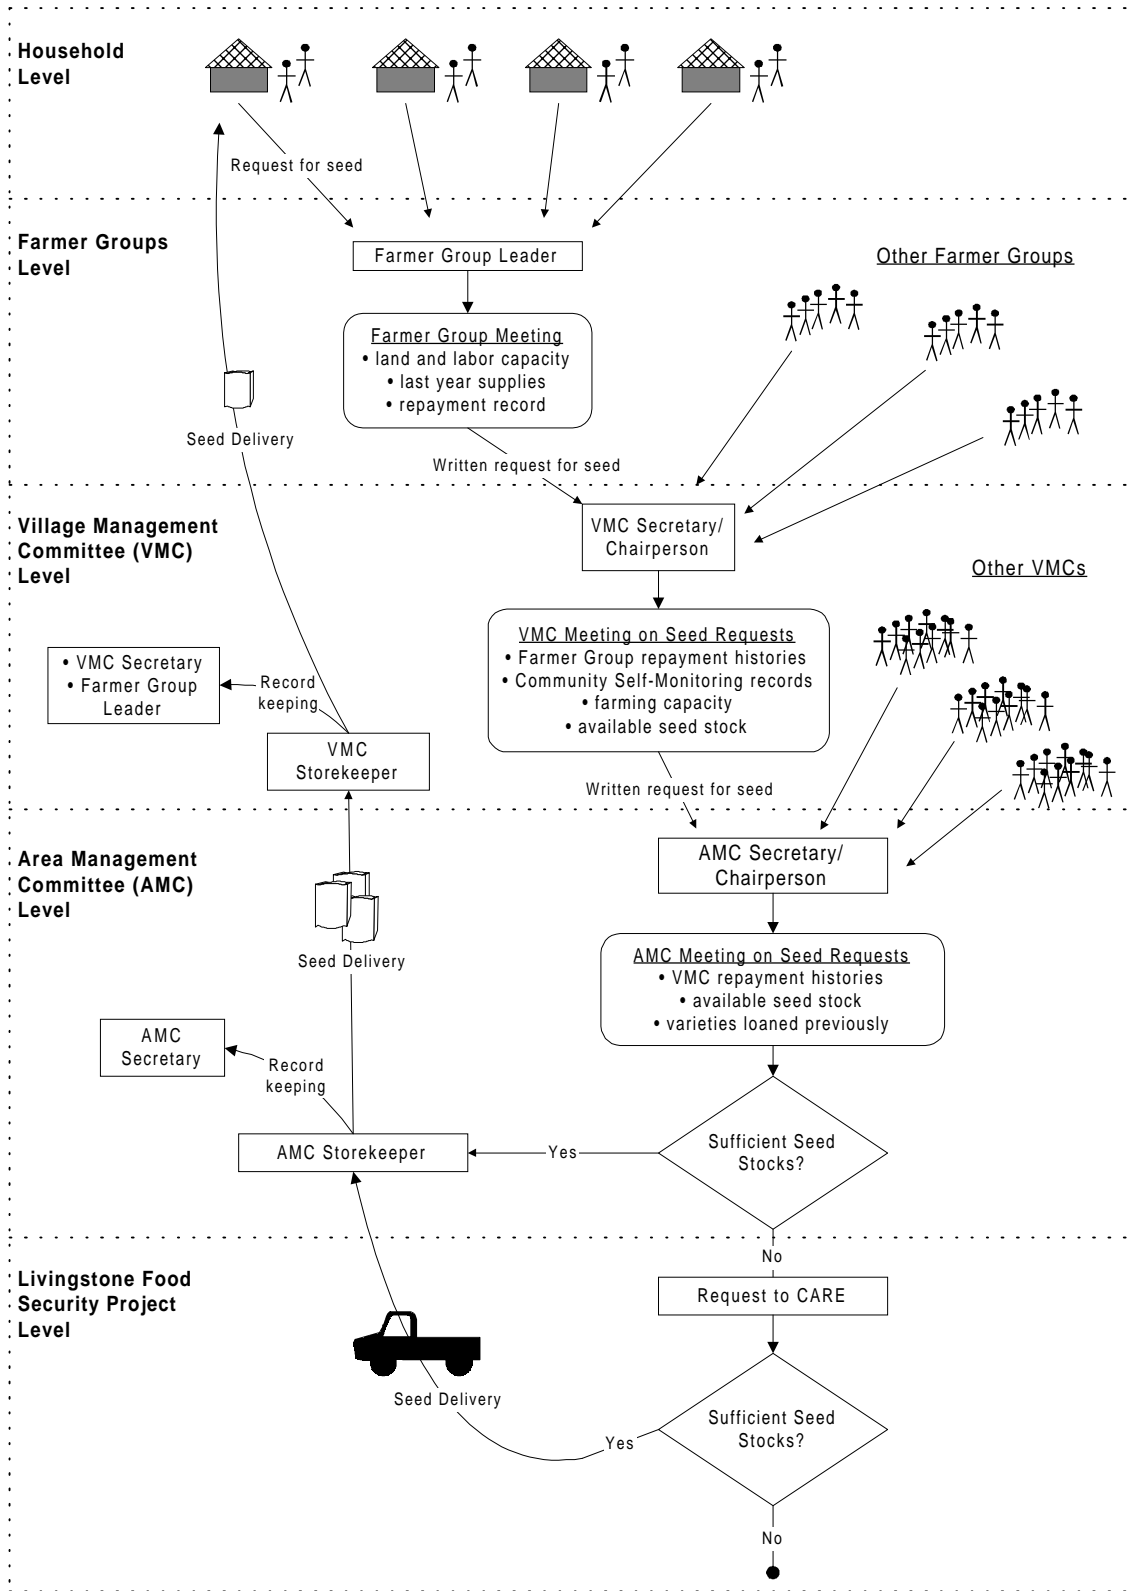 Household
Level
Request for seed
Farmer Groups
Level
Farmer Group Leader
Other Farmer Groups
Farmer Group Meeting
• land and labor capacity
• last year supplies
• repayment record
Seed Delivery
Written request for seed
Village Management
Committee (VMC)
Level
VMC Secretary/
Chairperson
Other VMCs
VMC Meeting on Seed Requests
• Farmer Group repayment histories
• Community Self-Monitoring records
• farming capacity
• available seed stock
• VMC Secretary
• Farmer Group
Leader
Record
keeping
VMC
Storekeeper
Written request for seed
Area Management
Committee (AMC)
Level
AMC Secretary/
Chairperson
Seed Delivery
AMC Meeting on Seed Requests
• VMC repayment histories
• available seed stock
• varieties loaned previously
AMC
Secretary
Record
keeping
AMC Storekeeper
Yes
Sufficient Seed
Stocks?
No
Livingstone Food
Security Project
Level
Request to CARE
Seed Delivery
Yes
Sufficient Seed
Stocks?
No